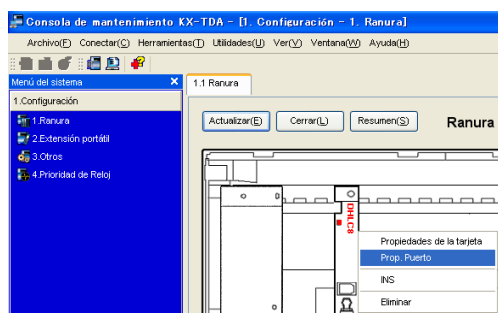 Consola de mantenimiento KX-TDA - [1. Configuración - 1. Ranura]
Archivo(F) Conectar(C) Herramientas(T) Utilidades(U) Ver(V) Ventana(W) Ayuda(H)
Menú del sistema X 1.1 Ranura
1.Configuración
1.Ranura
2.Extensión portátil
3.Otros
4.Prioridad de Reloj
Actualizar(E) Cerrar(L) Resumen(S) Ranura
DHLC8
Propiedades de la tarjeta
Prop. Puerto
INS
Eliminar